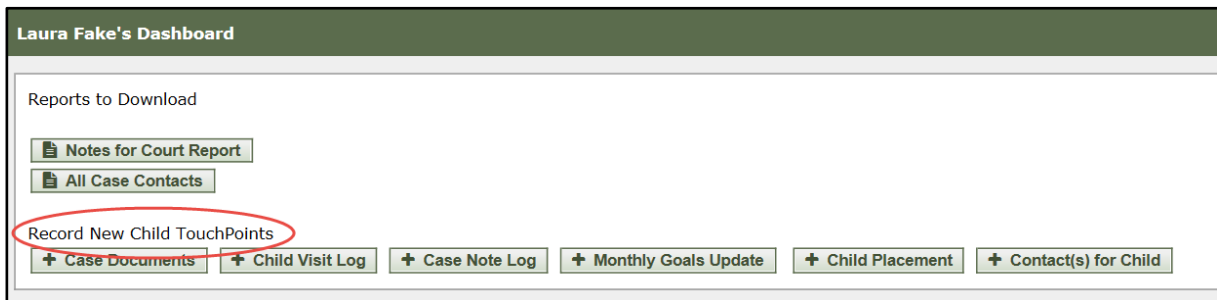 Laura Fake's Dashboard
Reports to Download
Notes for Court Report
All Case Contacts
Record New Child TouchPoints
+ Case Documents + Child Visit Log + Case Note Log + Monthly Goals Update + Child Placement + Contact(s) for Child